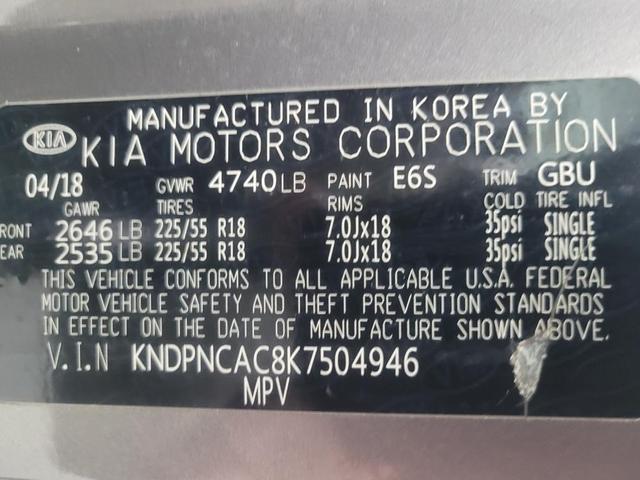 MANUFACTURED IN KOREA BY
KIA KIA MOTORS CORPORATION
04/18 GVWR 4740LB PAINT E6S TRIM GBU
GAWR TIRES RIMS COLD TIRE INFL
RONT 2646 LB 225/55 R18 7.0Jx18 35psi SINGLE
EAR 2535 LB 225/55 R18 7.0Jx18 35psi SINGLE
THIS VEHICLE CONFORMS TO ALL APPLICABLE U.S.A. FEDERAL
MOTOR VEHICLE SAFETY AND THEFT PREVENTION STANDARDS
IN EFFECT ON THE DATE OF MANUFACTURE SHOWN ABOVE.
V.I.N KNDPNCAC8K7504946
MPV